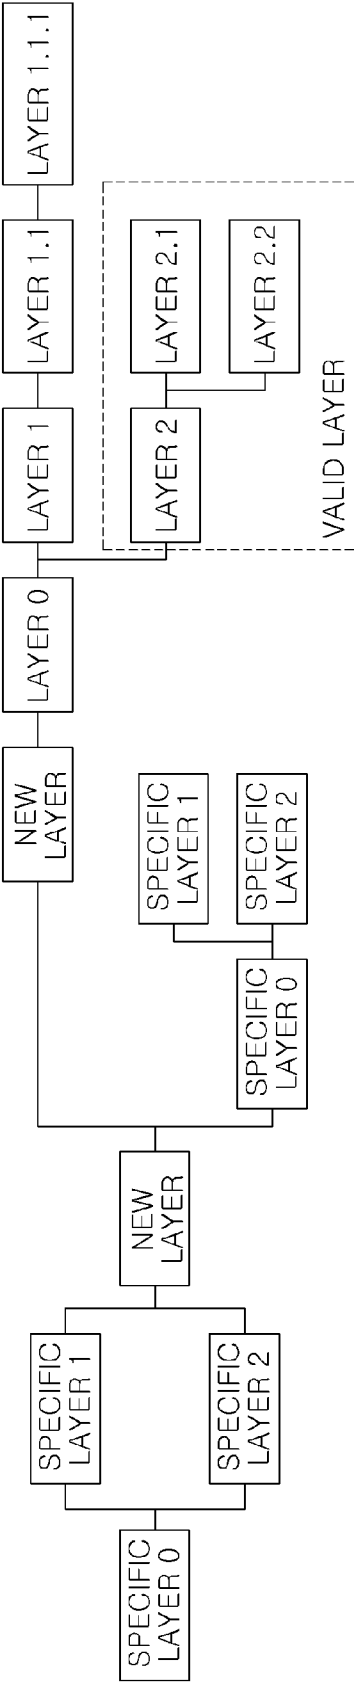 SPECIFIC
LAYER 0
SPECIFIC
LAYER 1
SPECIFIC
LAYER 2
NEW
LAYER
SPECIFIC
LAYER 0
SPECIFIC
LAYER 1
SPECIFIC
LAYER 2
NEW
LAYER
LAYER 0
LAYER 1
LAYER 1.1
LAYER 1.1.1
LAYER 2
LAYER 2.1
LAYER 2.2
VALID LAYER